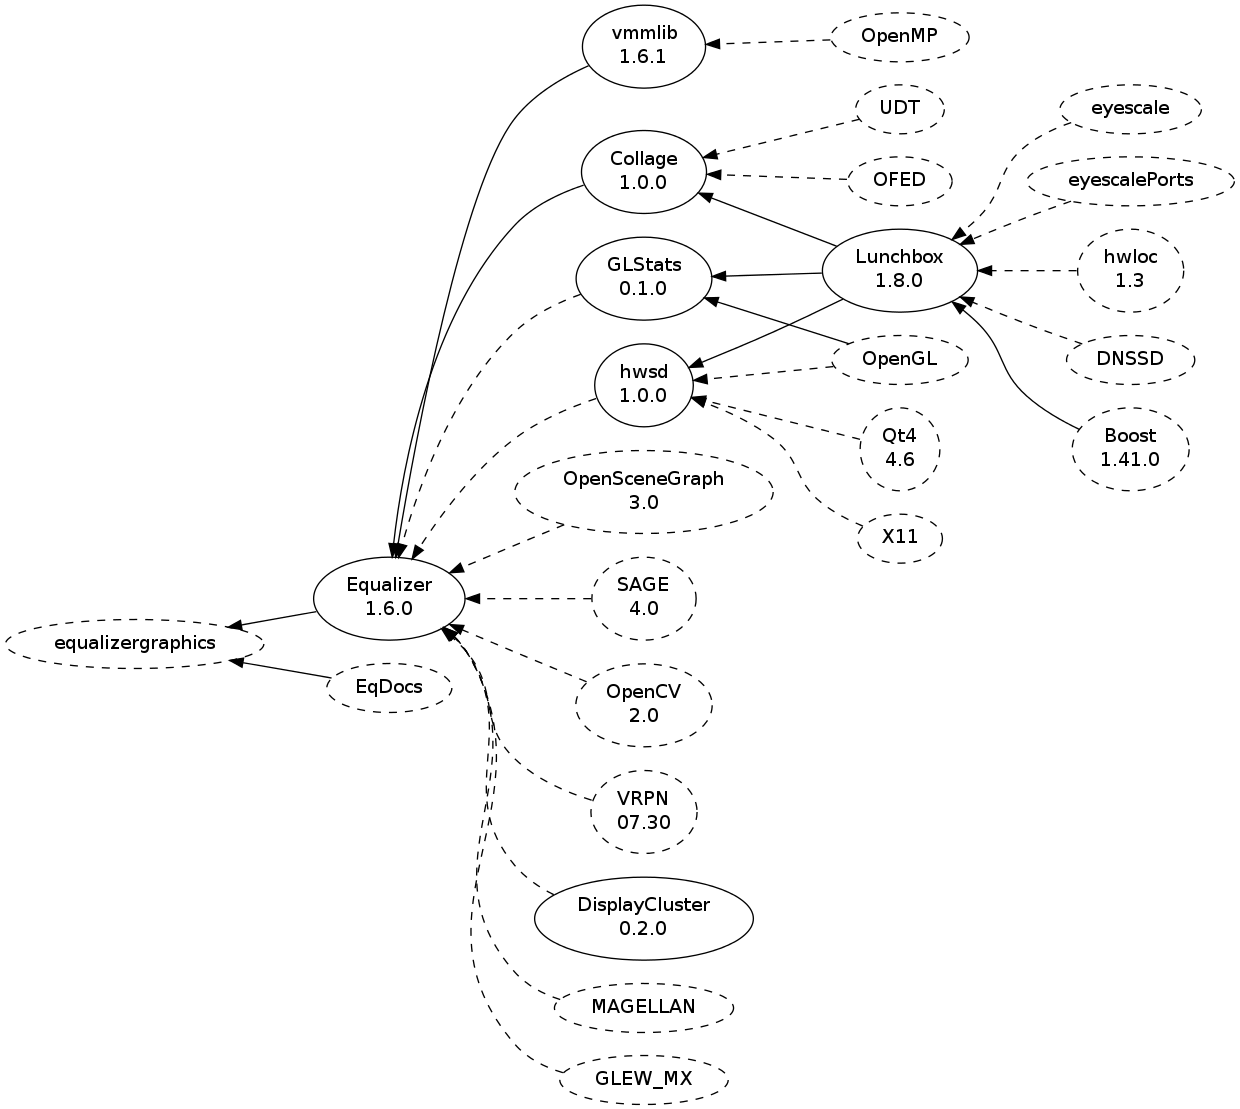 vmmlib
1.6.1
OpenMP
UDT
eyescale
Collage
1.0.0
OFED
eyescalePorts
Lunchbox
1.8.0
hwloc
1.3
GLStats
0.1.0
OpenGL
DNSSD
hwsd
1.0.0
Qt4
4.6
Boost
1.41.0
OpenSceneGraph
3.0
X11
Equalizer
1.6.0
SAGE
4.0
equalizergraphics
EqDocs
OpenCV
2.0
VRPN
07.30
DisplayCluster
0.2.0
MAGELLAN
GLEW_MX